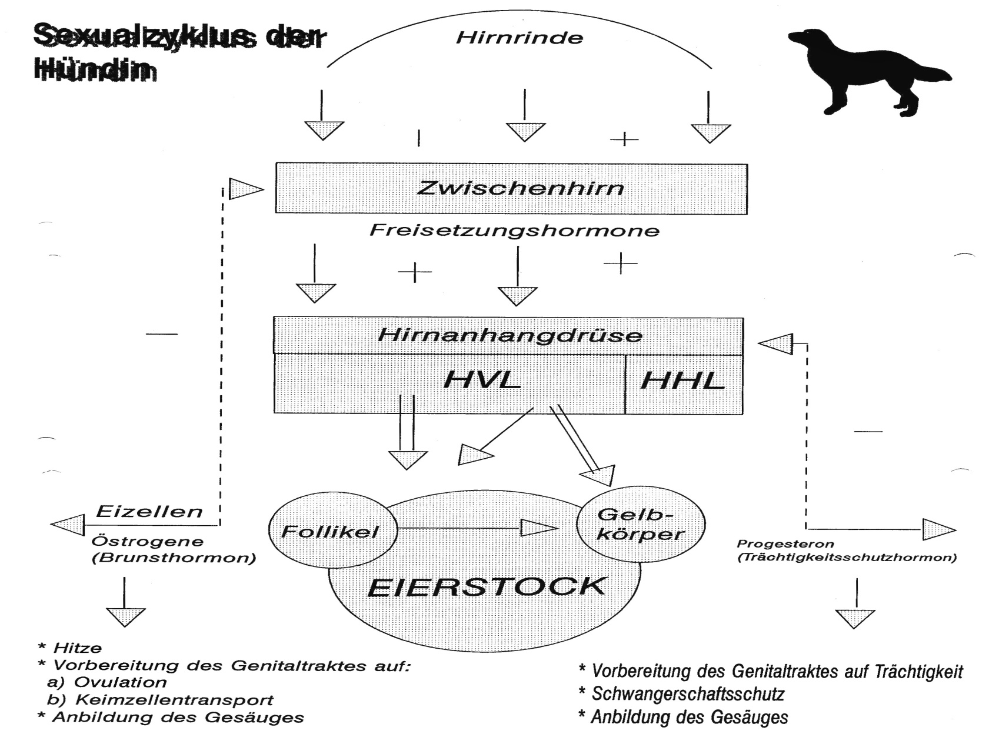 Sexualzyklus der
Hündin
Hirnrinde
Zwischenhirn
Freisetzungshormone
Hirnanhangdrüse
HVL
HHL
Eizellen
Östrogene
(Brunsthormon)
Follikel
Gelb-
körper
EIERSTOCK
Progesteron
(Trächtigkeitsschutzhormon)
* Hitze
* Vorbereitung des Genitaltraktes auf:
a) Ovulation
b) Keimzellentransport
* Anbildung des Gesäuges
* Vorbereitung des Genitaltraktes auf Trächtigkeit
* Schwangerschaftsschutz
* Anbildung des Gesäuges